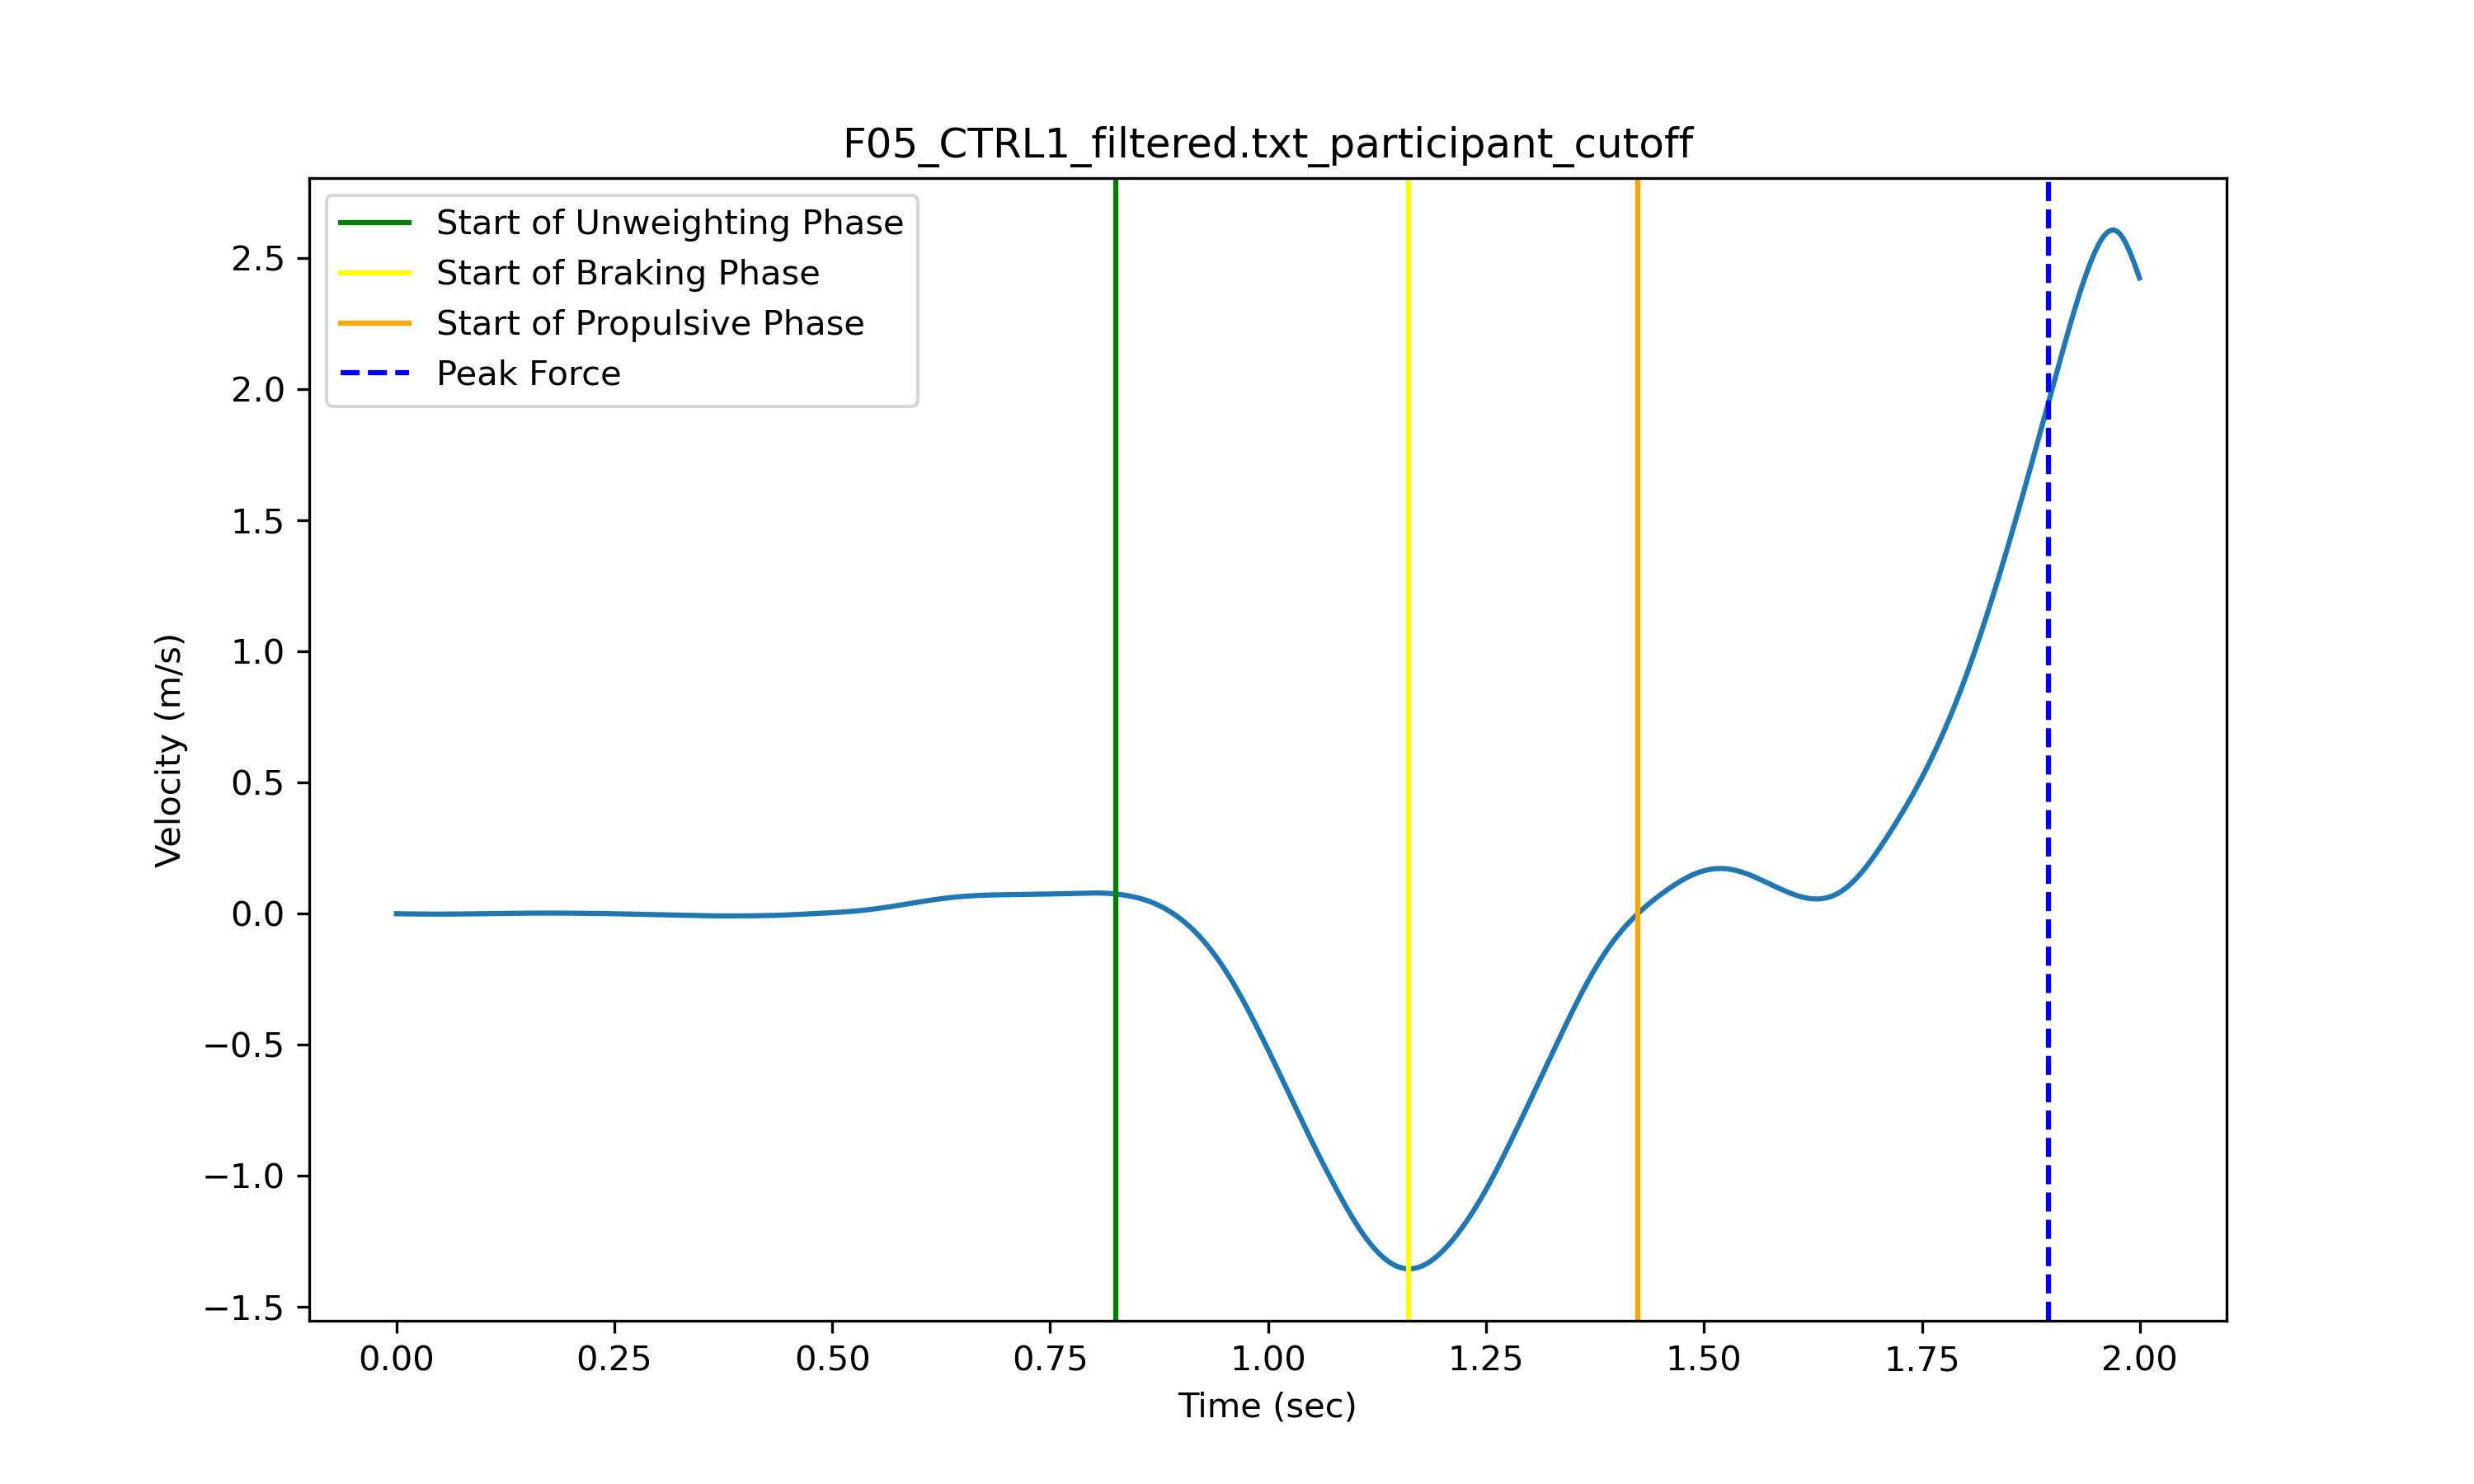 F05_CTRL1_filtered.txt_participant_cutoff
Start of Unweighting Phase
Start of Braking Phase
Start of Propulsive Phase
Peak Force
Velocity (m/s)
2.5
2.0
1.5
1.0
0.5
0.0
−0.5
−1.0
−1.5
0.00 0.25 0.50 0.75 1.00 1.25 1.50 1.75 2.00
Time (sec)